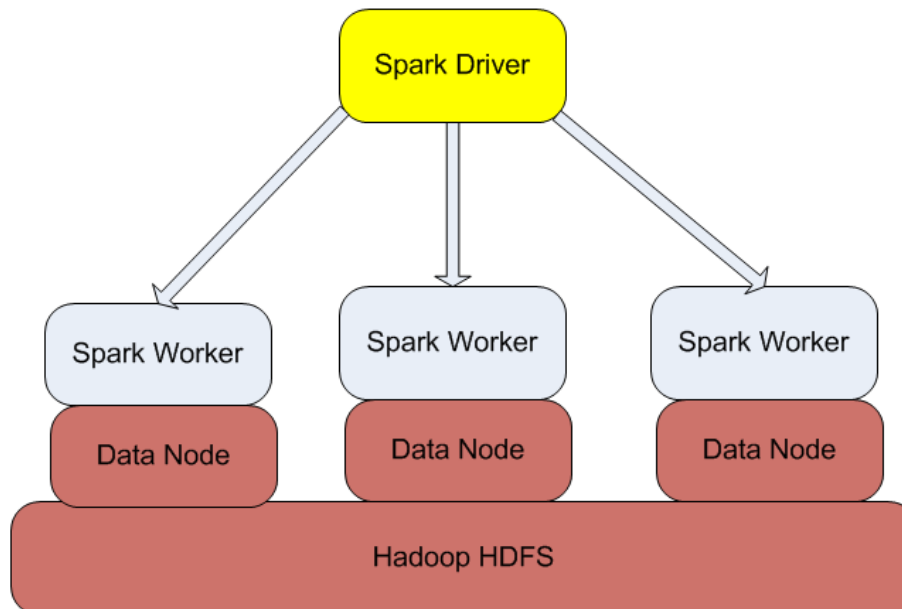 Spark Driver
Spark Worker
Spark Worker
Spark Worker
Data Node
Data Node
Data Node
Hadoop HDFS